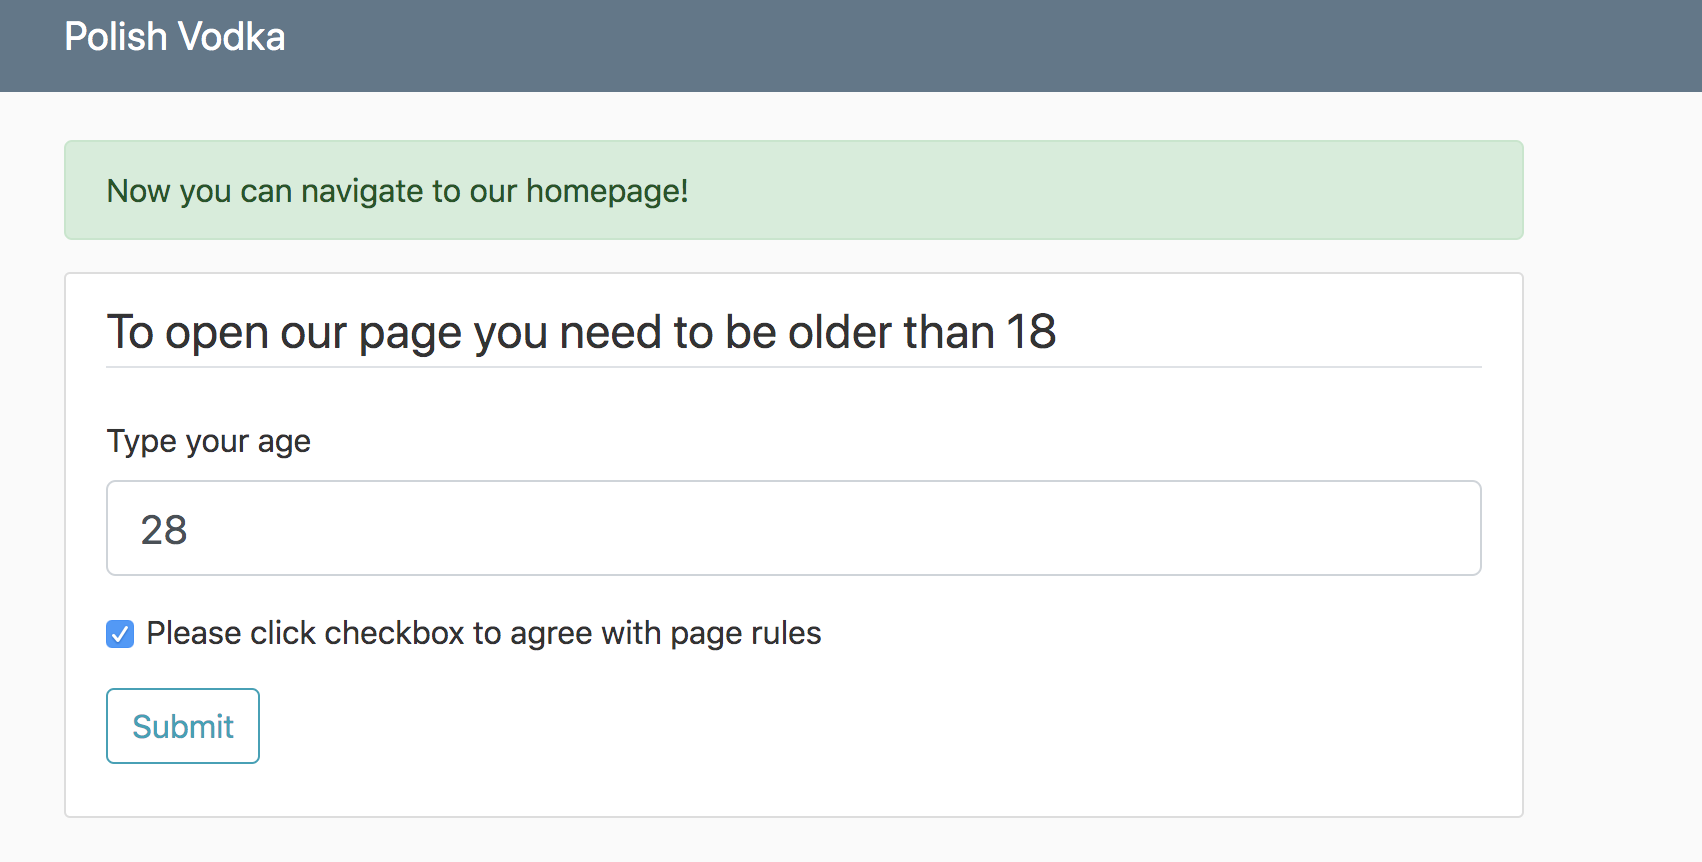 Polish Vodka
Now you can navigate to our homepage!
To open our page you need to be older than 18
Type your age
28
Please click checkbox to agree with page rules
Submit